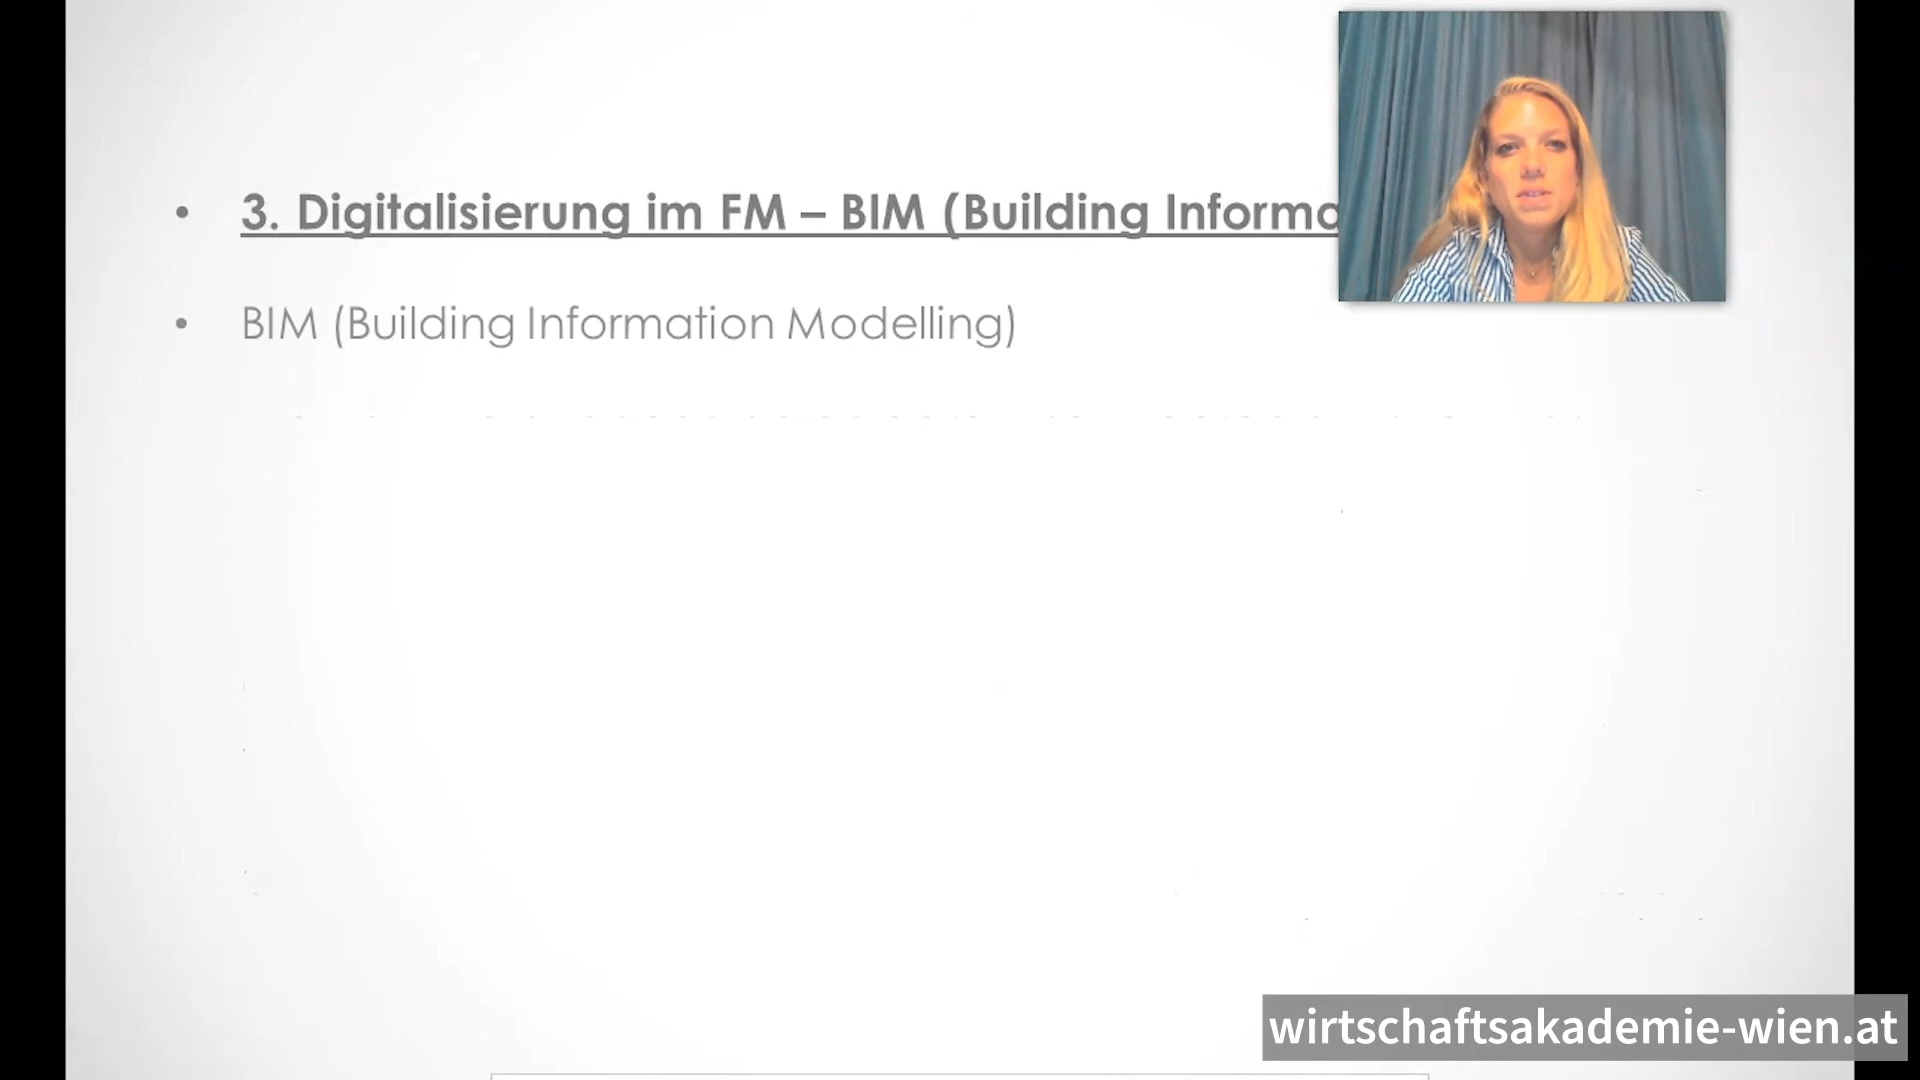 • 3. Digitalisierung im FM – BIM (Building Informa
• BIM (Building Information Modelling)
wirtschaftsakademie-wien.at